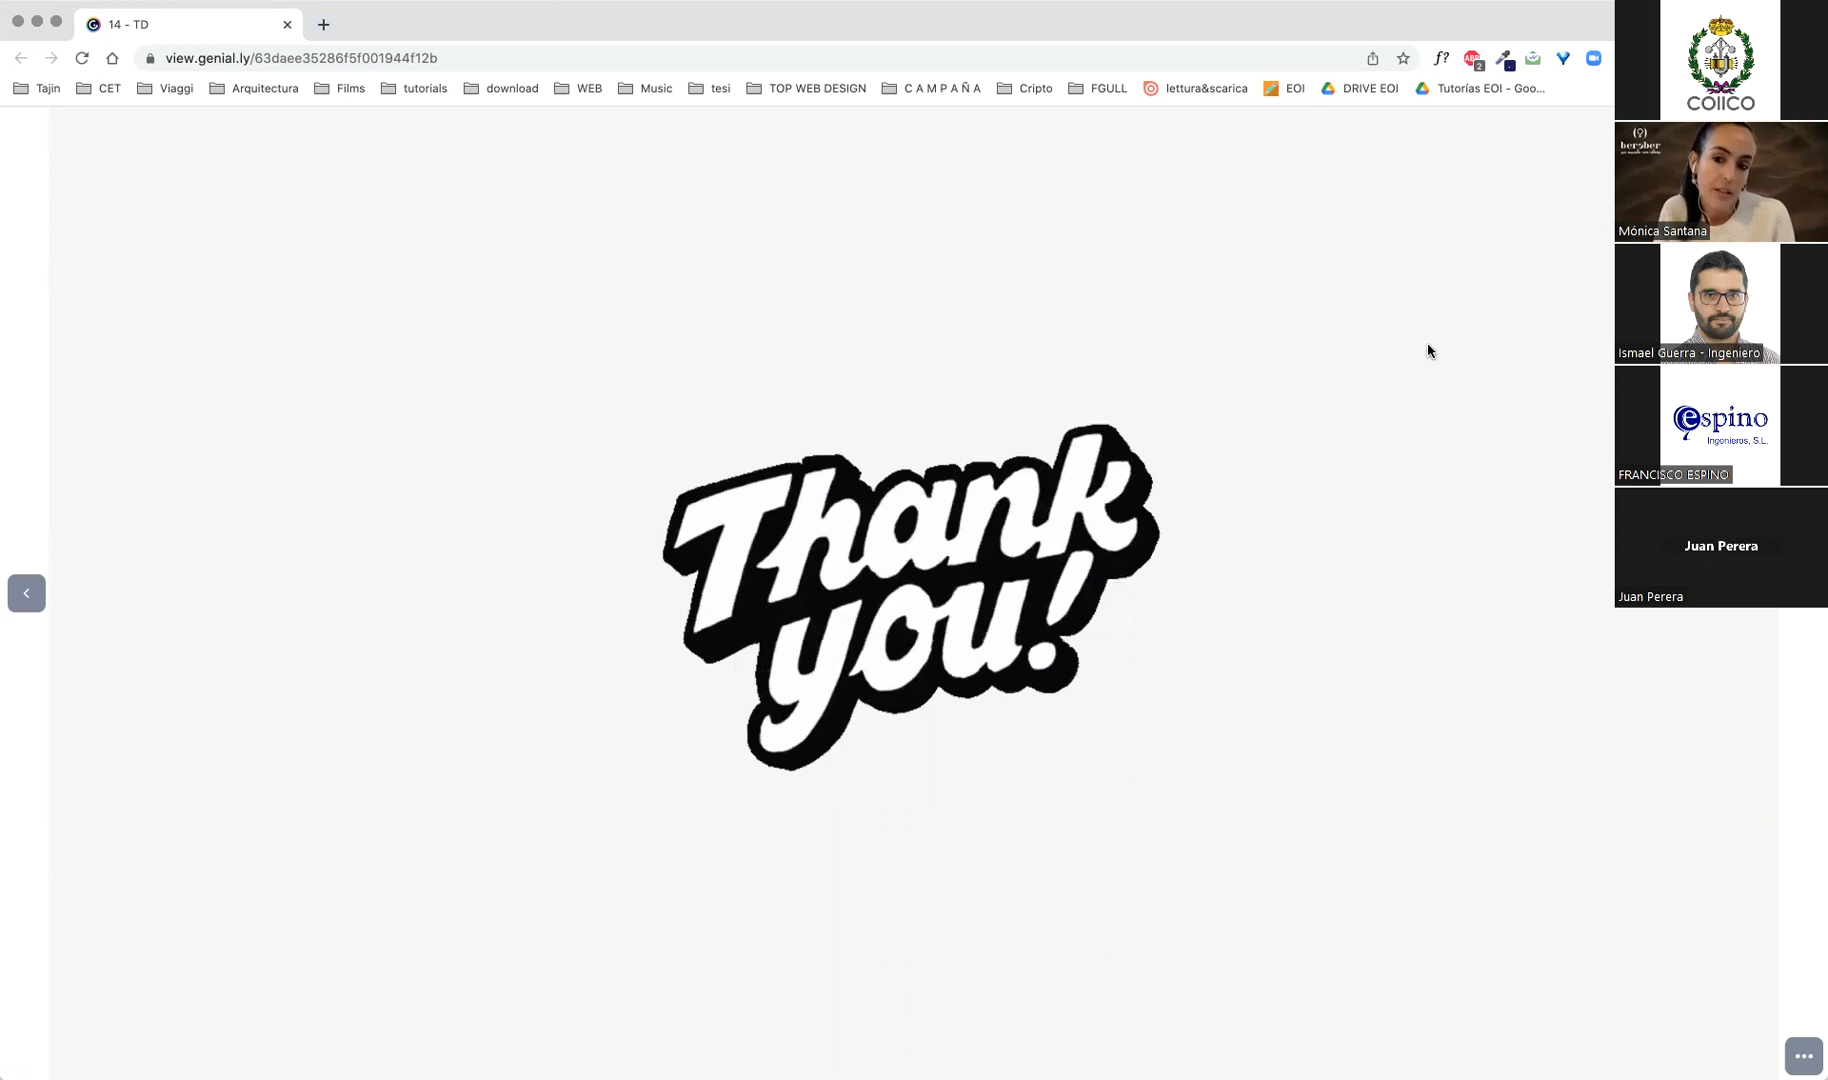 14 - TD
view.genial.ly/63daee35286f5f001944f12b
f?
2
Tajin
CET
Viaggi
Arquitectura
Films
tutorials
download
WEB
Music
tesi
TOP WEB DESIGN
C A M P A Ñ A
Cripto
FGULL
lettura&scarica
EOI
DRIVE EOI
Tutorías EOI - Goo...
COIICO
Mónica Santana
Ismael Guerra - Ingeniero
espino
Ingenieros, S.L.
FRANCISCO ESPINO
Juan Perera
Juan Perera
Thank
you!